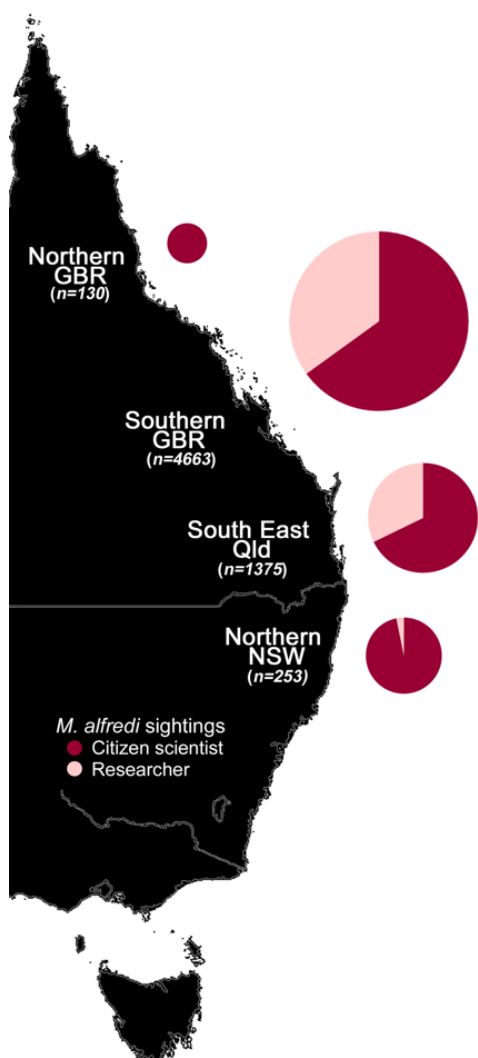 Northern
GBR
(n=130)
Southern
GBR
(n=4663)
South East
Qld
(n=1375)
Northern
NSW
(n=253)
M. alfredi sightings
Citizen scientist
Researcher